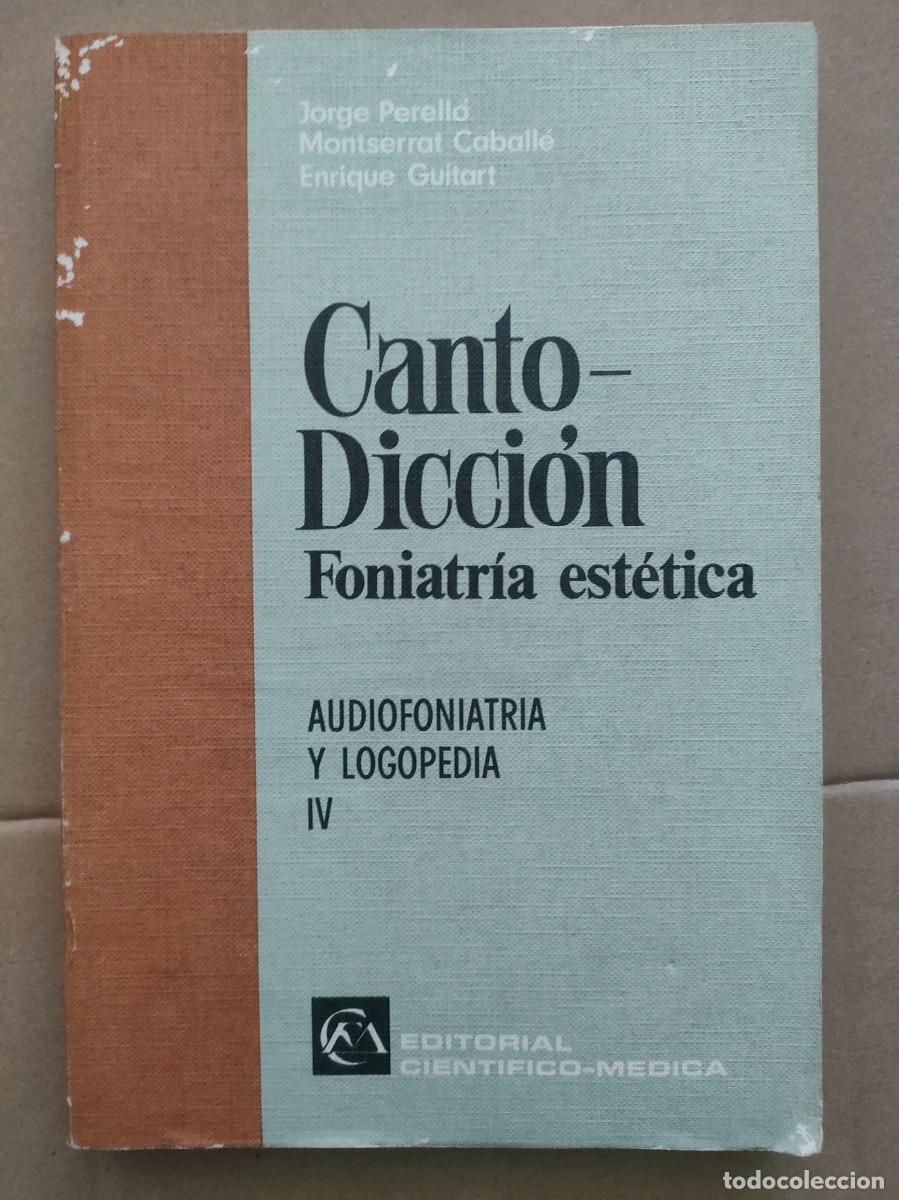 Jorge Perelló
Montserrat Caballé
Enrique Guitart
Canto-
Dicción
Foniatría estética
AUDIOFONIATRIA
Y LOGOPEDIA
IV
EDITORIAL
CIENTIFICO-MEDICA
todocoleccion